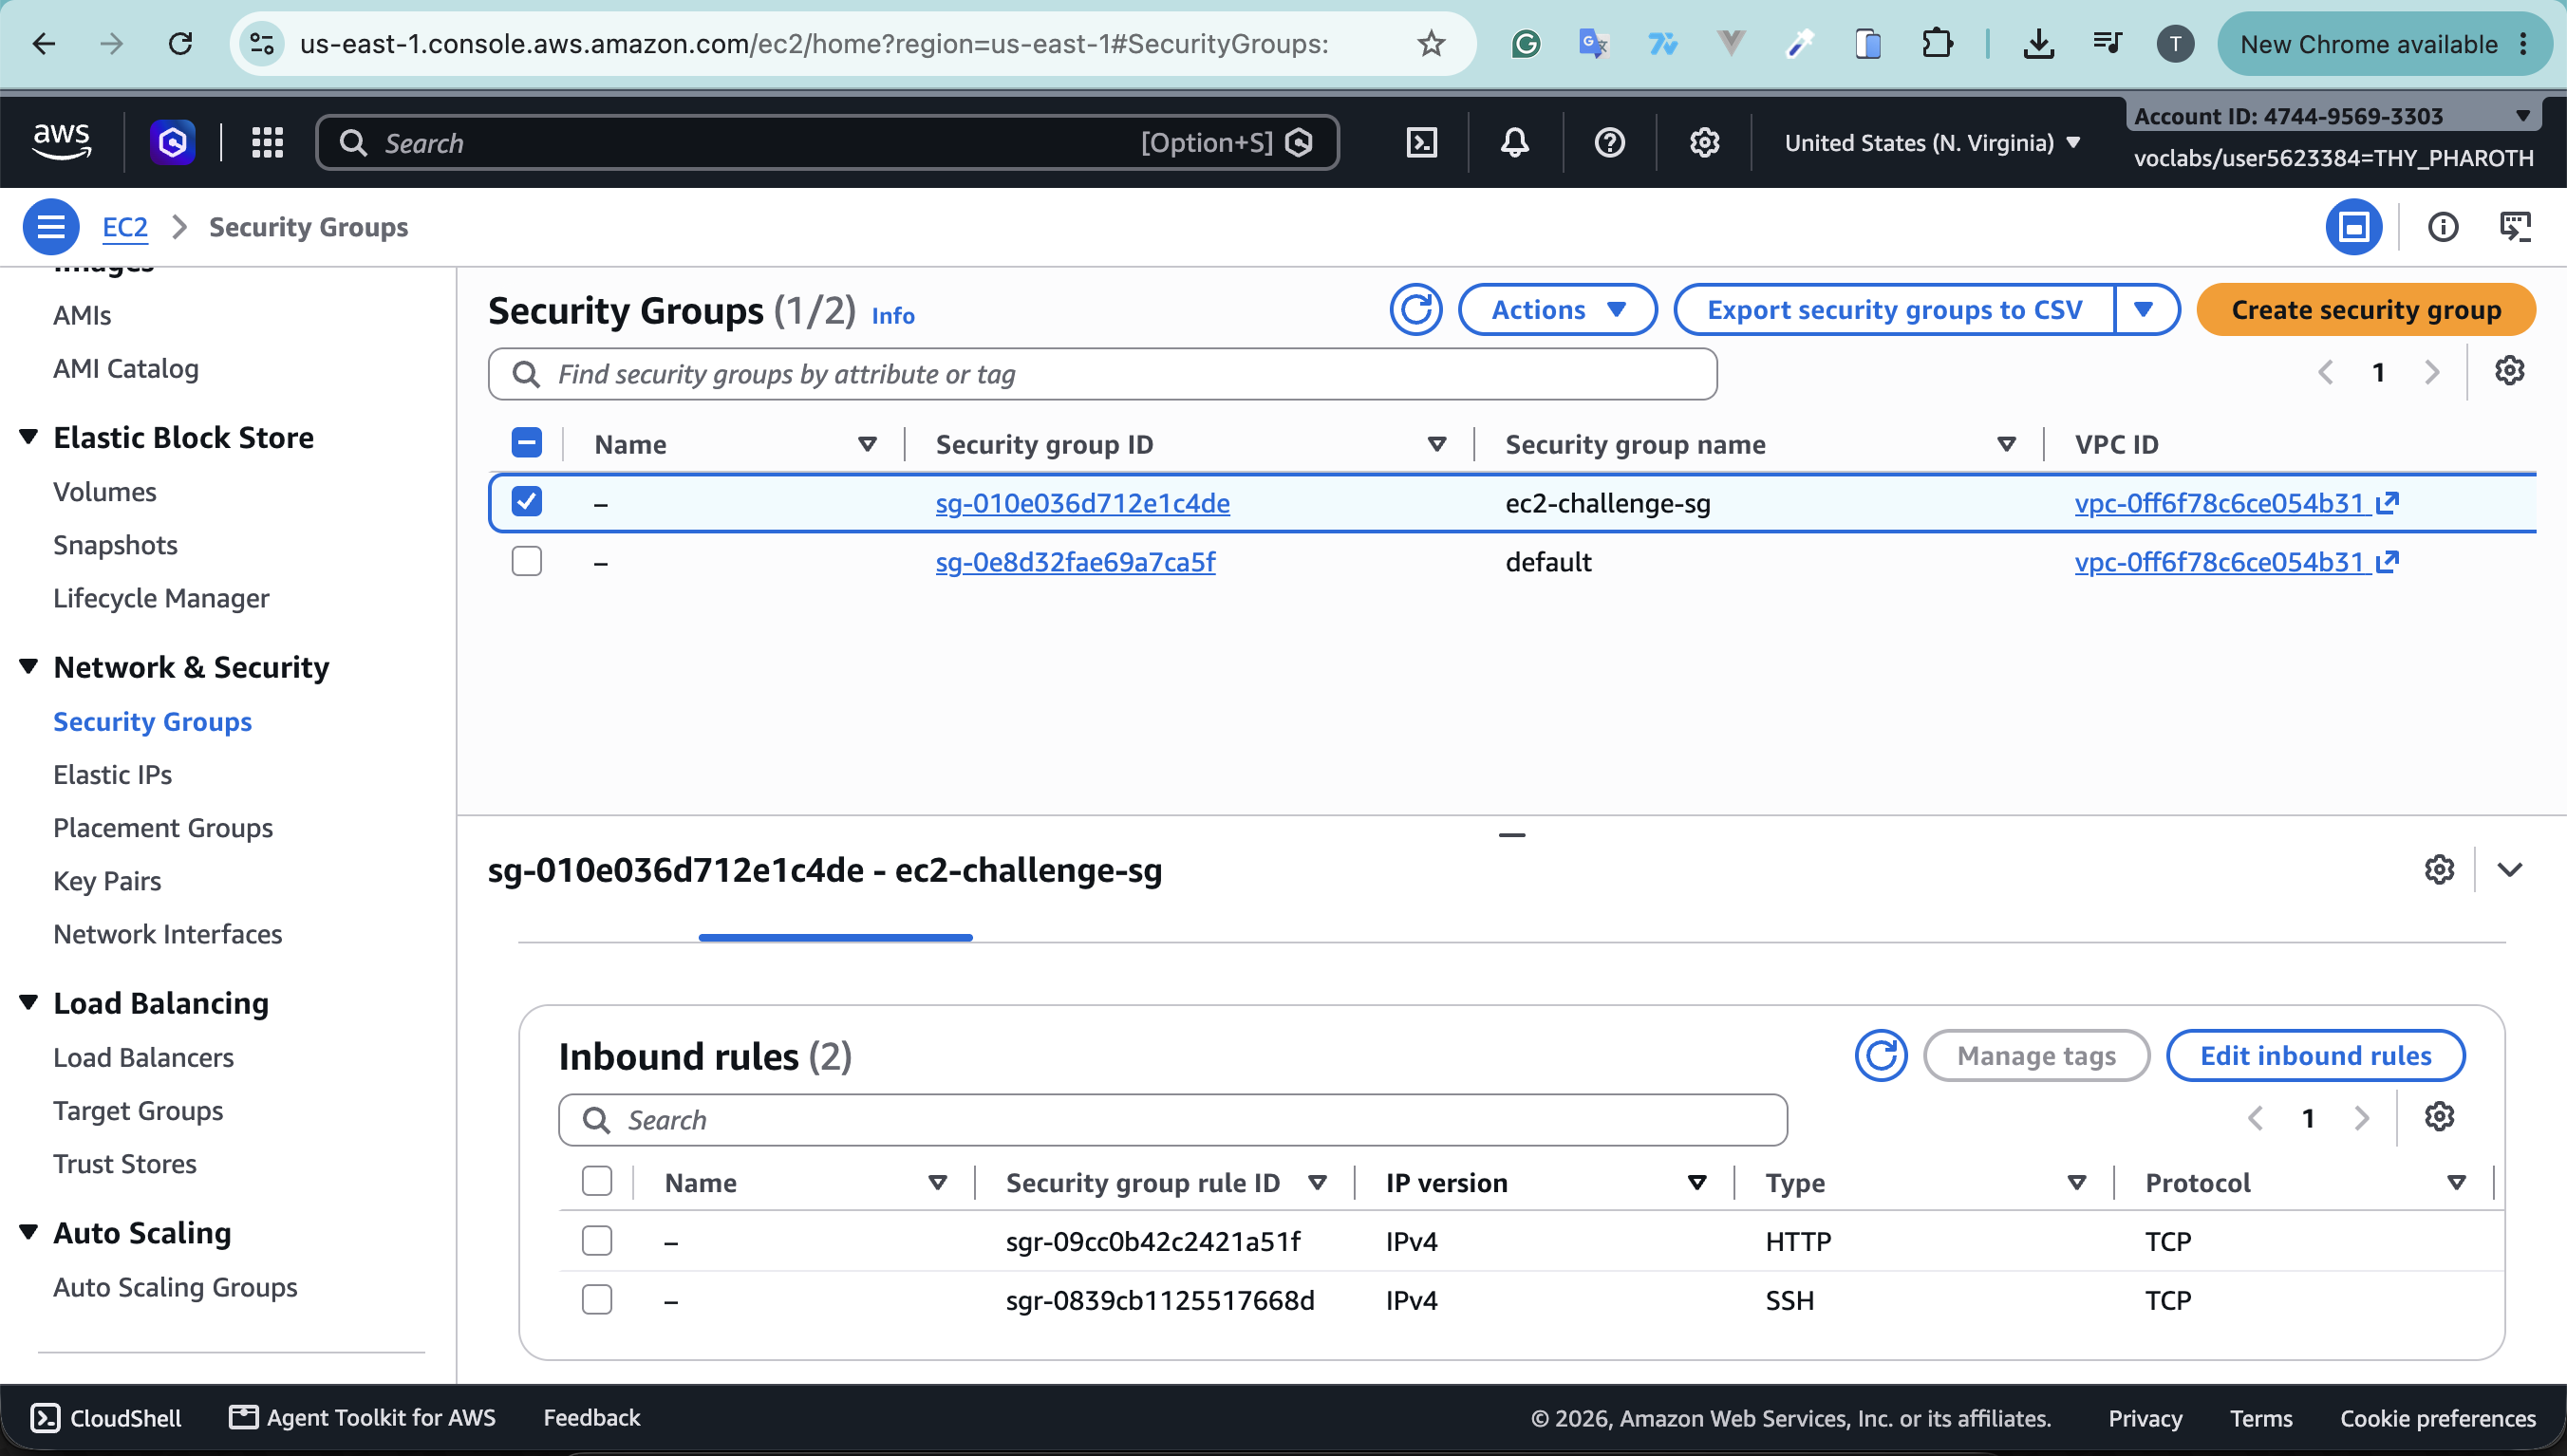 us-east-1.console.aws.amazon.com/ec2/home?region=us-east-1#SecurityGroups:
T
New Chrome available
aws
Search
[Option+S]
United States (N. Virginia)
Account ID: 4744-9569-3303
voclabs/user5623384=THY_PHAROTH
EC2
Security Groups
Images
AMIs
AMI Catalog
Elastic Block Store
Volumes
Snapshots
Lifecycle Manager
Network & Security
Security Groups
Elastic IPs
Placement Groups
Key Pairs
Network Interfaces
Load Balancing
Load Balancers
Target Groups
Trust Stores
Auto Scaling
Auto Scaling Groups
Security Groups (1/2) Info
Actions
Export security groups to CSV
Create security group
Find security groups by attribute or tag
1
Name Security group ID Security group name VPC ID
– sg-010e036d712e1c4de ec2-challenge-sg vpc-0ff6f78c6ce054b31
– sg-0e8d32fae69a7ca5f default vpc-0ff6f78c6ce054b31
sg-010e036d712e1c4de - ec2-challenge-sg
Inbound rules (2)
Manage tags
Edit inbound rules
Search
1
Name Security group rule ID IP version Type Protocol
– sgr-09cc0b42c2421a51f IPv4 HTTP TCP
– sgr-0839cb1125517668d IPv4 SSH TCP
CloudShell Agent Toolkit for AWS Feedback © 2026, Amazon Web Services, Inc. or its affiliates. Privacy Terms Cookie preferences